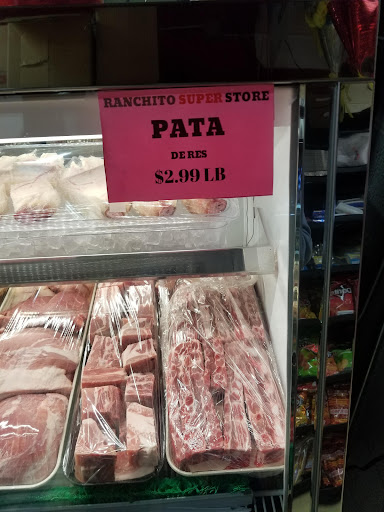 RANCHITO SUPER STORE
PATA
DE RES
$2.99 LB